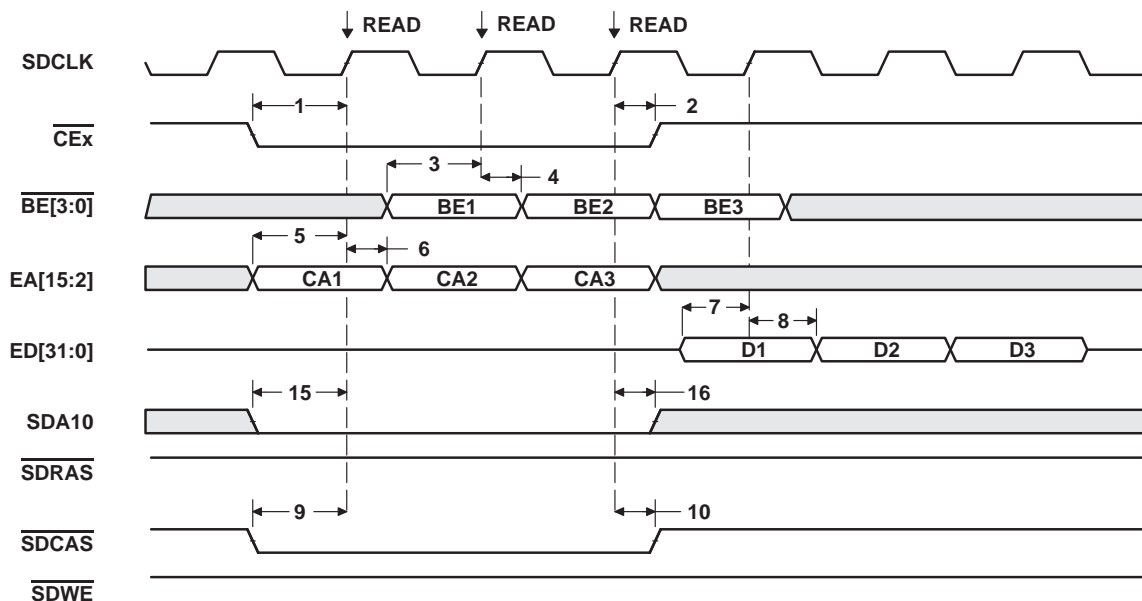 READ READ READ
SDCLK
1 2
CEx
3 4
BE[3:0] BE1 BE2 BE3
5 6
EA[15:2] CA1 CA2 CA3
7 8
ED[31:0] D1 D2 D3
15 16
SDA10
SDRAS
9 10
SDCAS
SDWE